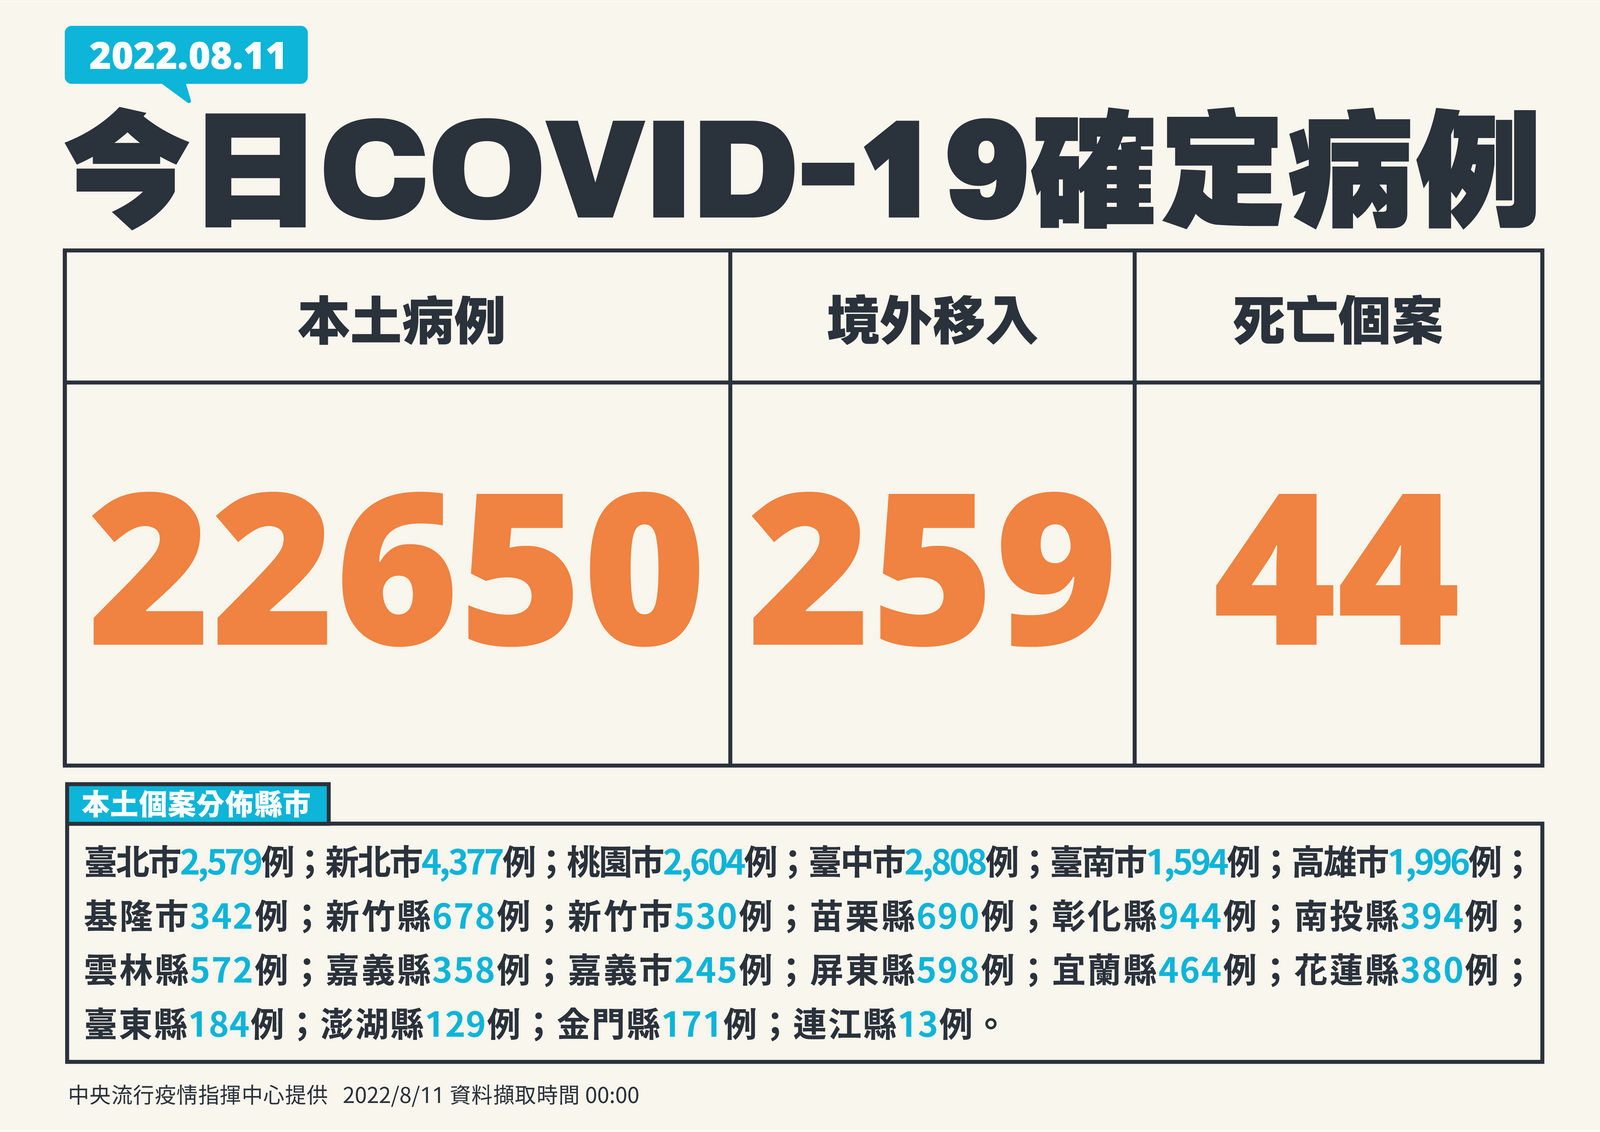 2022.08.11
今日COVID-19確定病例
本土病例 境外移入 死亡個案
22650 259 44
本土個案分佈縣市
臺北市2,579例；新北市4,377例；桃園市2,604例；臺中市2,808例；臺南市1,594例；高雄市1,996例；
基隆市342例；新竹縣678例；新竹市530例；苗栗縣690例；彰化縣944例；南投縣394例；
雲林縣572例；嘉義縣358例；嘉義市245例；屏東縣598例；宜蘭縣464例；花蓮縣380例；
臺東縣184例；澎湖縣129例；金門縣171例；連江縣13例。
中央流行疫情指揮中心提供 2022/8/11 資料擷取時間 00:00